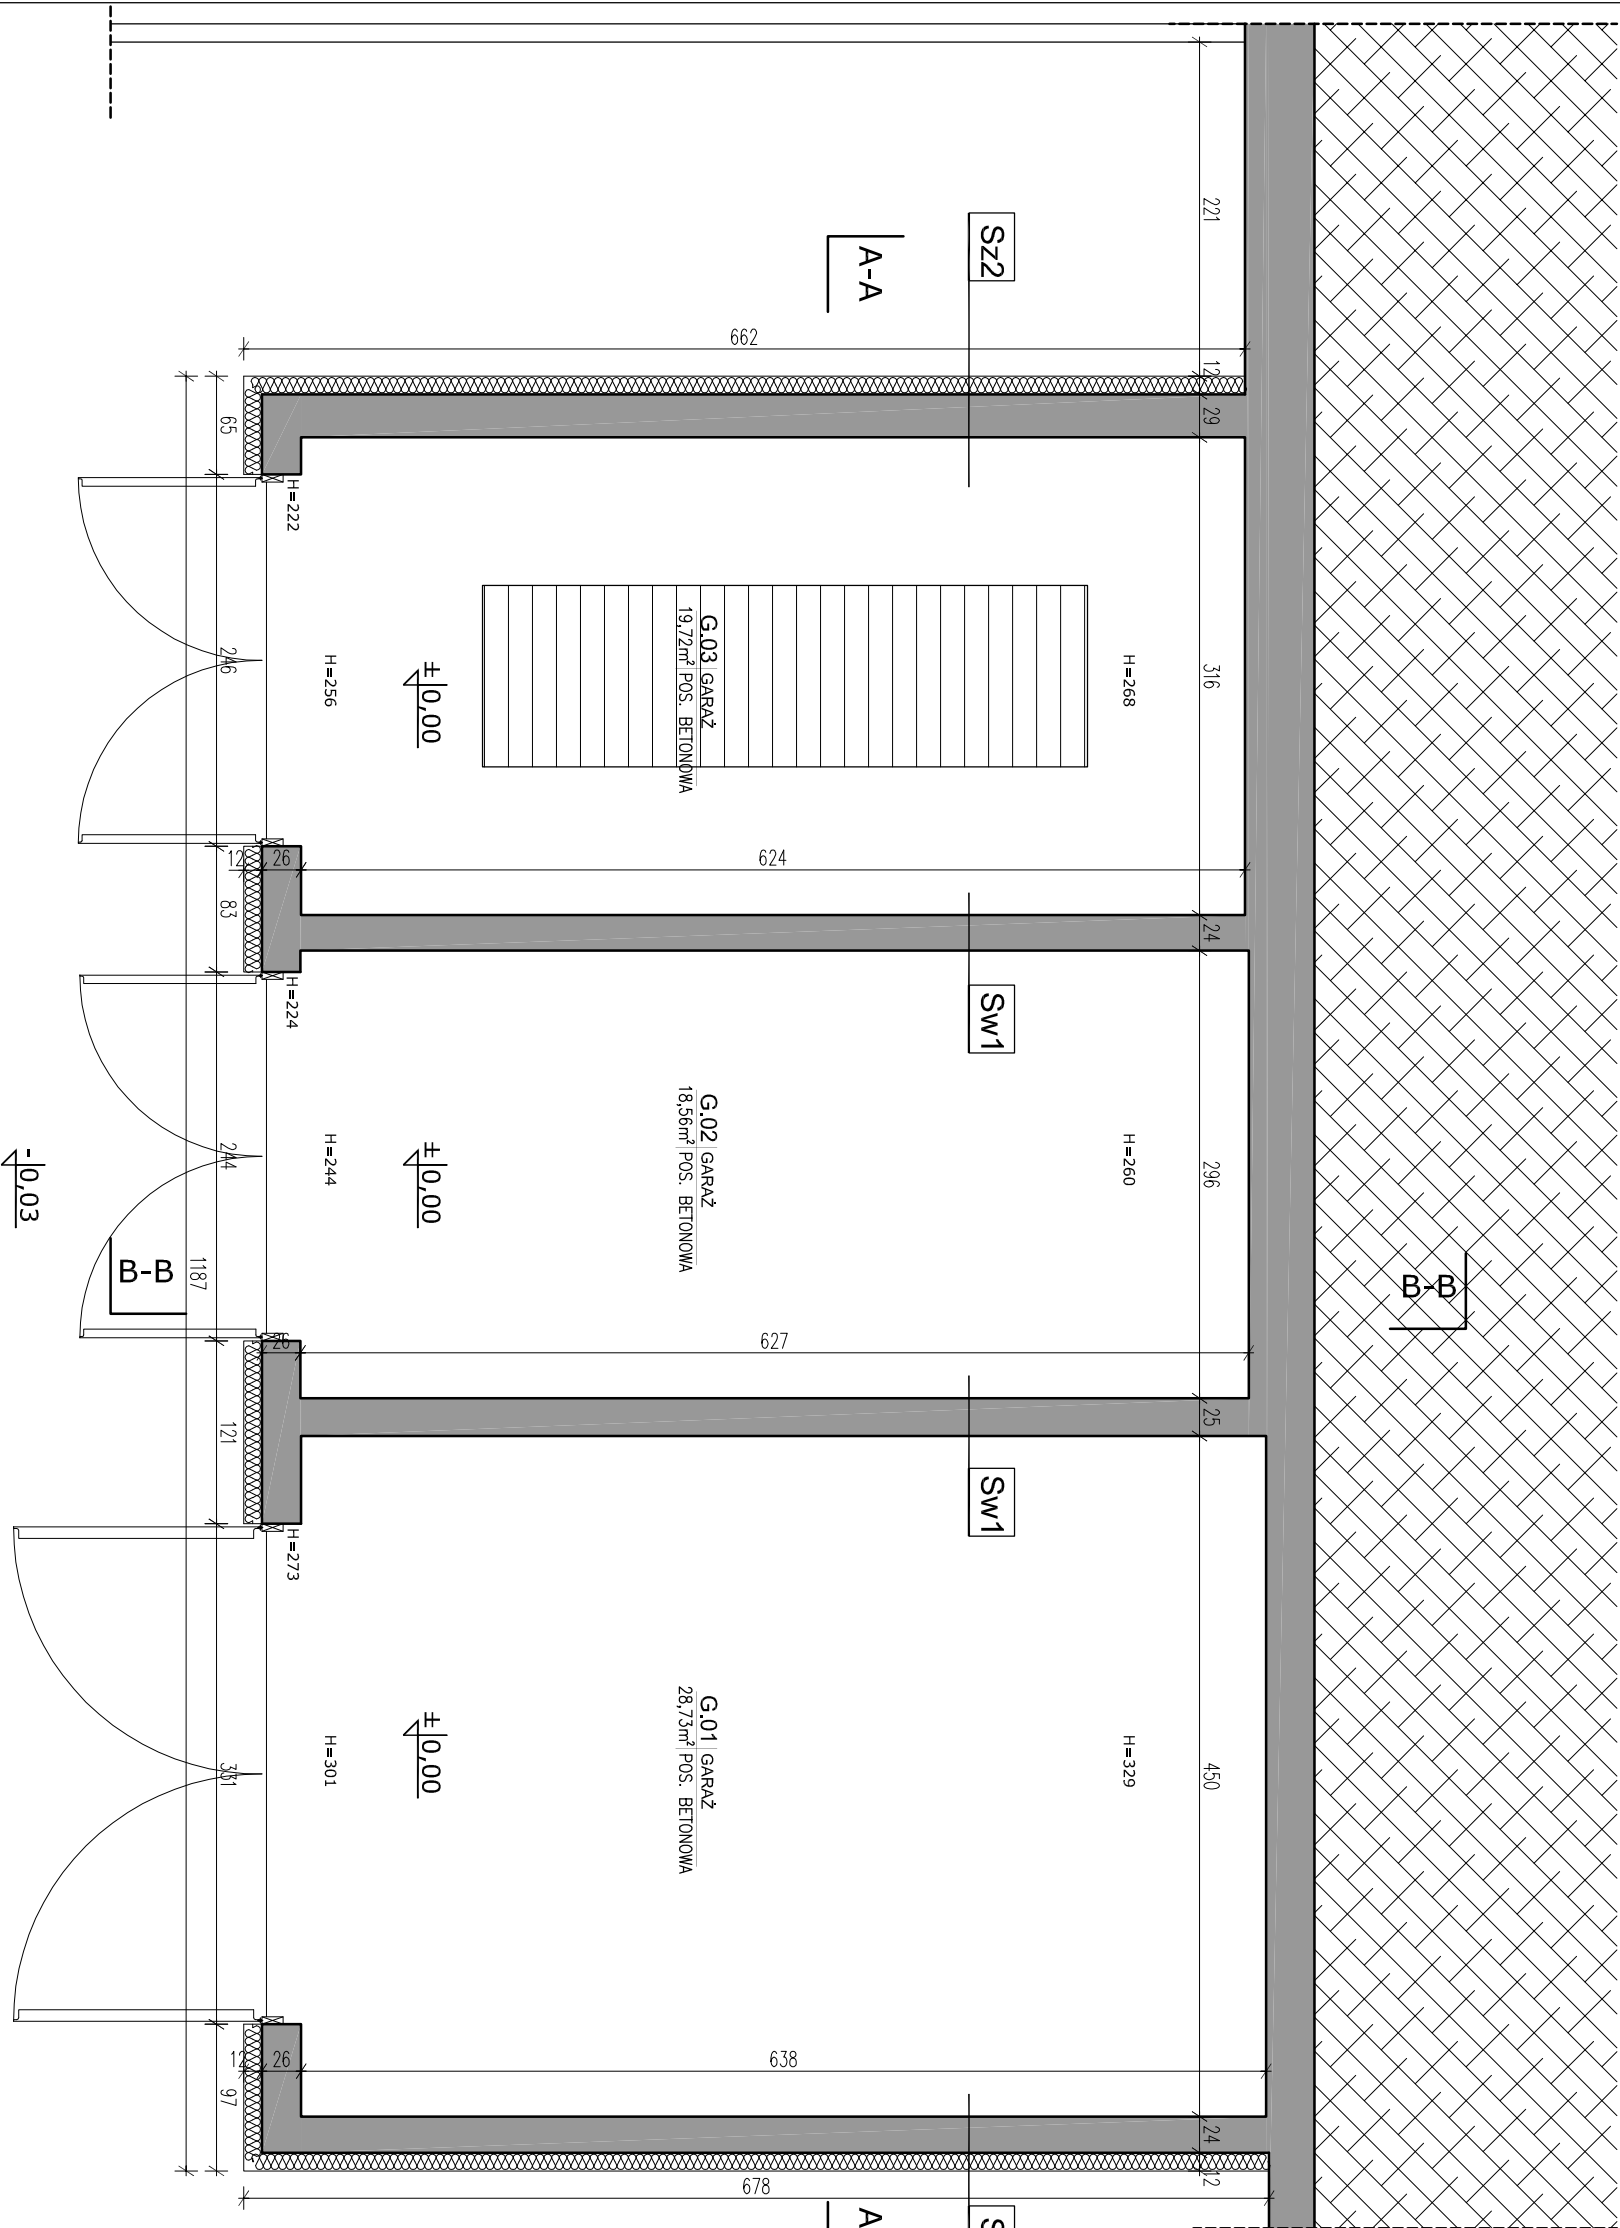 221
Sz2
A-A
662
12
29
65
H=222
246
H=256
±0,00
G.03 GARAŻ
19,72m² POS. BETONOWA
H=268
316
12
26
624
83
24
Sw1
H=224
244
H=244
±0,00
G.02 GARAŻ
18,56m² POS. BETONOWA
H=260
296
-0,03
B-B
1187
B-B
26
627
121
25
Sw1
H=273
331
H=301
±0,00
G.01 GARAŻ
28,73m² POS. BETONOWA
H=329
450
12
26
638
97
24
12
678
A